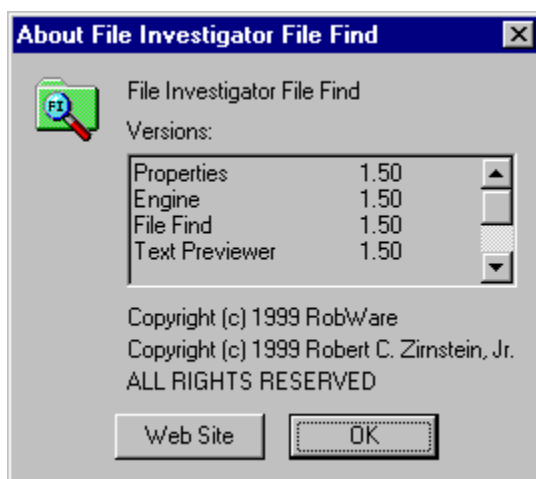 About File Investigator File Find
FI
File Investigator File Find
Versions:
Properties 1.50
Engine 1.50
File Find 1.50
Text Previewer 1.50
Copyright (c) 1999 RobWare
Copyright (c) 1999 Robert C. Zirnstein, Jr.
ALL RIGHTS RESERVED
Web Site OK